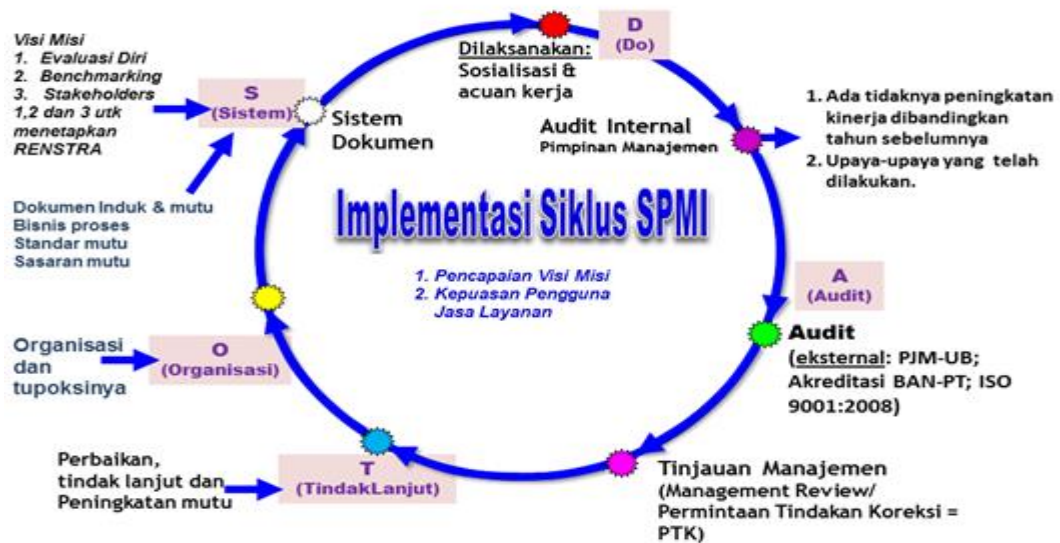 Visi Misi
1. Evaluasi Diri
2. Benchmarking
3. Stakeholders
1,2 dan 3 utk
menetapkan
RENSTRA
S
(Sistem)
Sistem
Dokumen
Dilaksanakan:
Sosialisasi &
acuan kerja
D
(Do)
Audit Internal
Pimpinan Manajemen
1. Ada tidaknya peningkatan
kinerja dibandingkan
tahun sebelumnya
2. Upaya-upaya yang telah
dilakukan.
Dokumen Induk & mutu
Bisnis proses
Standar mutu
Sasaran mutu
Implementasi Siklus SPMI
1. Pencapaian Visi Misi
2. Kepuasan Pengguna
Jasa Layanan
A
(Audit)
Audit
(eksternal: PJM-UB;
Akreditasi BAN-PT; ISO
9001:2008)
Organisasi
dan
tupoksinya
O
(Organisasi)
Perbaikan,
tindak lanjut dan
Peningkatan mutu
T
(TindakLanjut)
Tinjauan Manajemen
(Management Review/
Permintaan Tindakan Koreksi =
PTK)